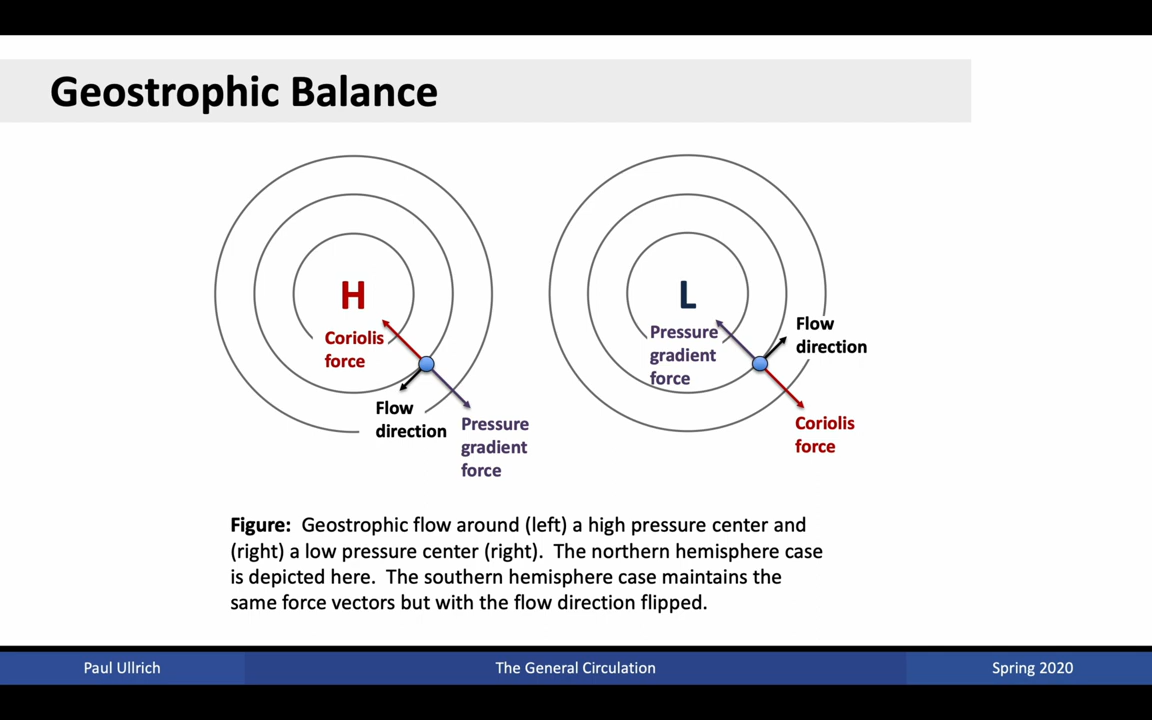 Geostrophic Balance
H
Coriolis
force
Flow
direction
Pressure
gradient
force
L
Pressure
gradient
force
Flow
direction
Coriolis
force
Figure: Geostrophic flow around (left) a high pressure center and
(right) a low pressure center (right). The northern hemisphere case
is depicted here. The southern hemisphere case maintains the
same force vectors but with the flow direction flipped.
Paul Ullrich
The General Circulation
Spring 2020